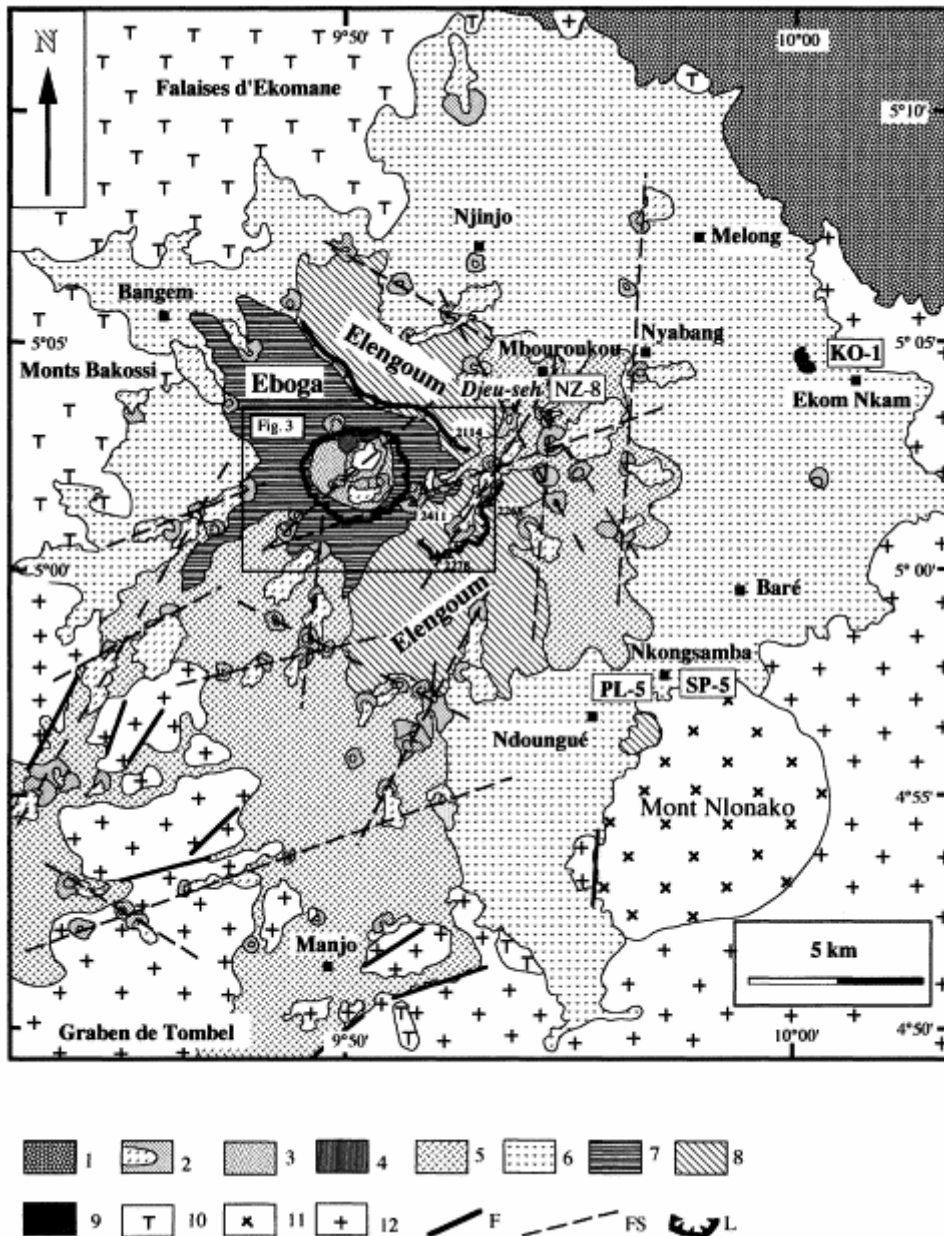 N
9°50'
10°00
Falaises d'Ekomane
5°10'
Njinjo
Melong
Bangem
Elengoum
Nyabang
5°05
5°05'
Mbouroukou
KO-1
Monts Bakossi
Eboga
Djeu-seh
NZ-8
Ekom Nkam
Fig. 3
2114
2411
2278
5°00
5° 00'
Elengoum
Baré
Nkongsamba
PL-5
SP-5
Ndoungué
4°55'
Mont Nlonako
Manjo
5 km
Graben de Tombel
9°50'
10°00
4°50'
1 2 3 4 5 6 7 8
9 T 10 x 11 + 12 F FS L